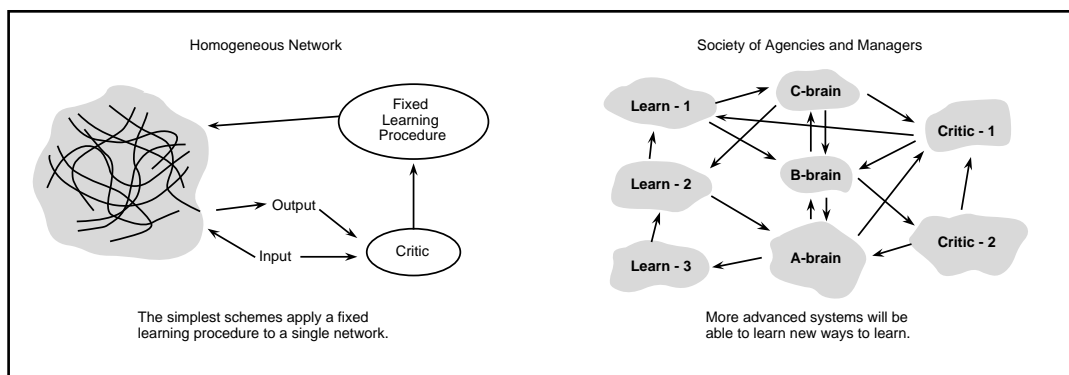 Homogeneous Network
Fixed
Learning
Procedure
Output
Input
Critic
The simplest schemes apply a fixed
learning procedure to a single network.
Society of Agencies and Managers
C-brain
Learn - 1
Critic - 1
B-brain
Learn - 2
Critic - 2
A-brain
Learn - 3
More advanced systems will be
able to learn new ways to learn.